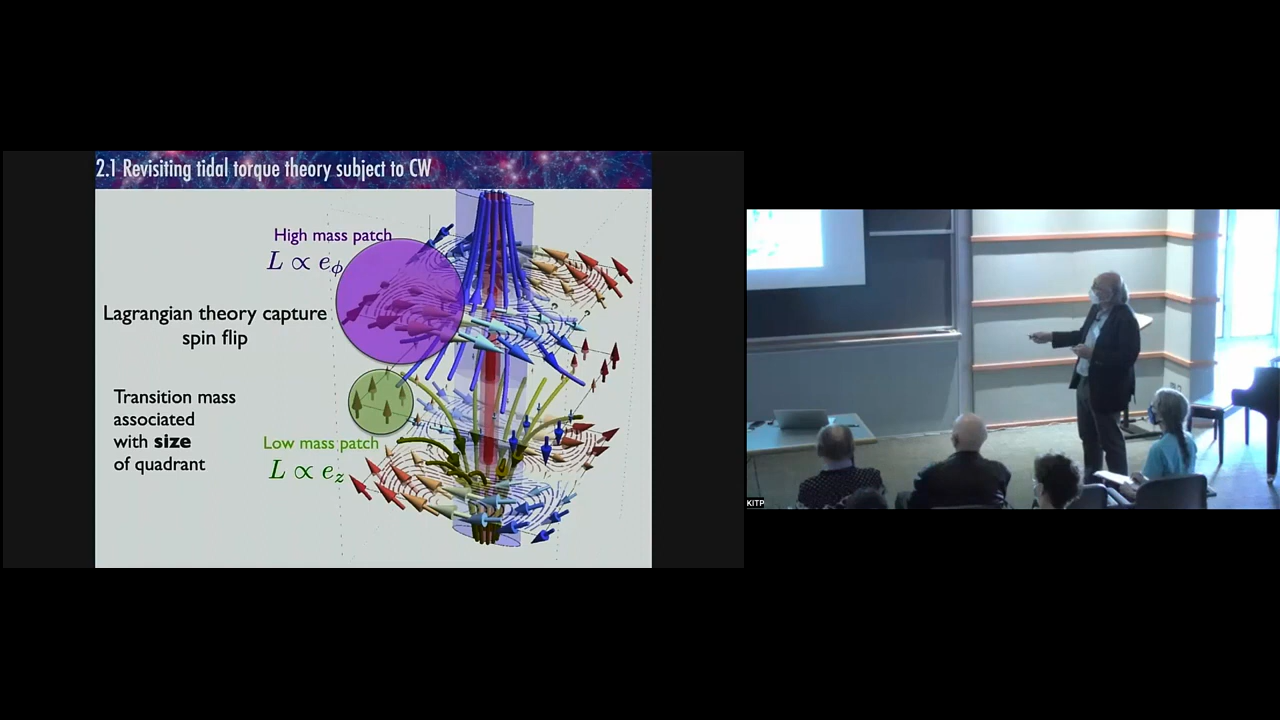 2.1 Revisiting tidal torque theory subject to CW
High mass patch
L ∝ e_ϕ
Lagrangian theory capture
spin flip
Transition mass
associated
with size
of quadrant
Low mass patch
L ∝ e_z
KITP